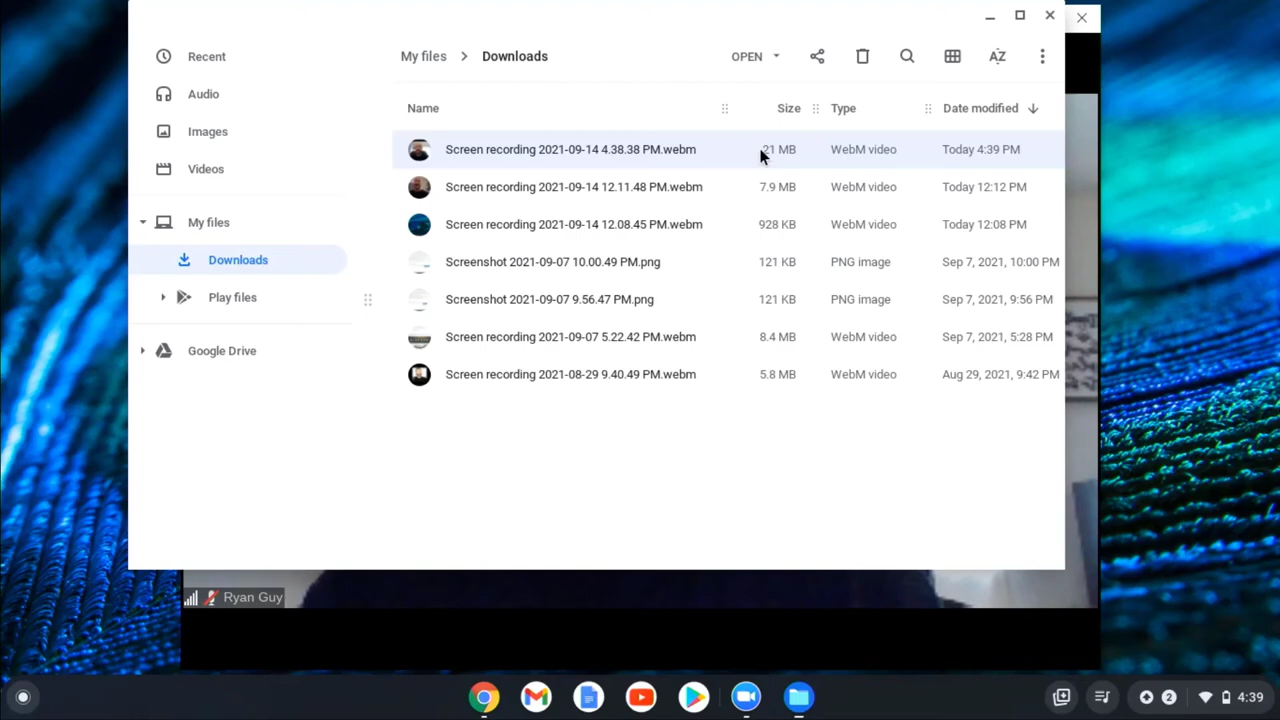 Recent
Audio
Images
Videos
My files
Downloads
Play files
Google Drive
My files > Downloads
OPEN
AZ
Name Size Type Date modified
Screen recording 2021-09-14 4.38.38 PM.webm 21 MB WebM video Today 4:39 PM
Screen recording 2021-09-14 12.11.48 PM.webm 7.9 MB WebM video Today 12:12 PM
Screen recording 2021-09-14 12.08.45 PM.webm 928 KB WebM video Today 12:08 PM
Screenshot 2021-09-07 10.00.49 PM.png 121 KB PNG image Sep 7, 2021, 10:00 PM
Screenshot 2021-09-07 9.56.47 PM.png 121 KB PNG image Sep 7, 2021, 9:56 PM
Screen recording 2021-09-07 5.22.42 PM.webm 8.4 MB WebM video Sep 7, 2021, 5:28 PM
Screen recording 2021-08-29 9.40.49 PM.webm 5.8 MB WebM video Aug 29, 2021, 9:42 PM
Ryan Guy
2 4:39